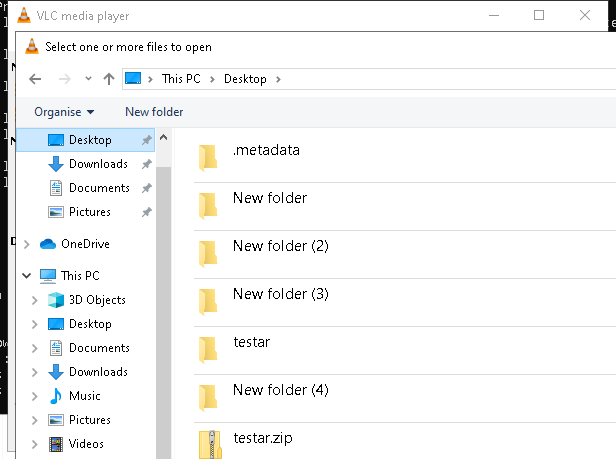 VLC media player
Select one or more files to open
This PC > Desktop >
Organise New folder
Desktop
Downloads
Documents
Pictures
OneDrive
This PC
3D Objects
Desktop
Documents
Downloads
Music
Pictures
Videos
.metadata
New folder
New folder (2)
New folder (3)
testar
New folder (4)
testar.zip